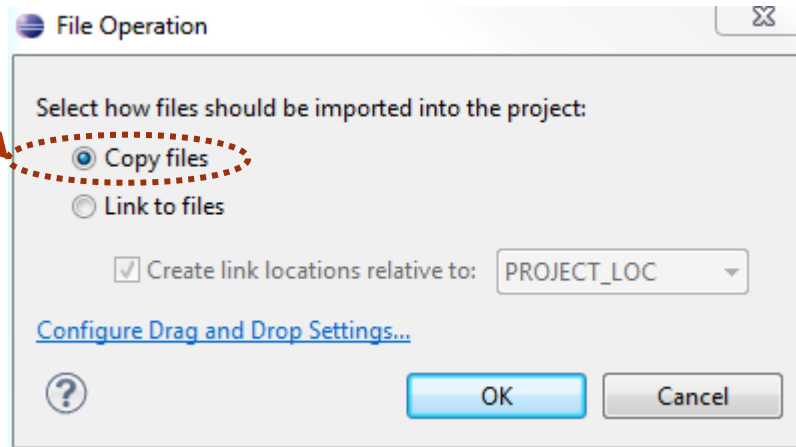 File Operation
Select how files should be imported into the project:
Copy files
Link to files
Create link locations relative to: PROJECT_LOC
Configure Drag and Drop Settings...
? OK Cancel